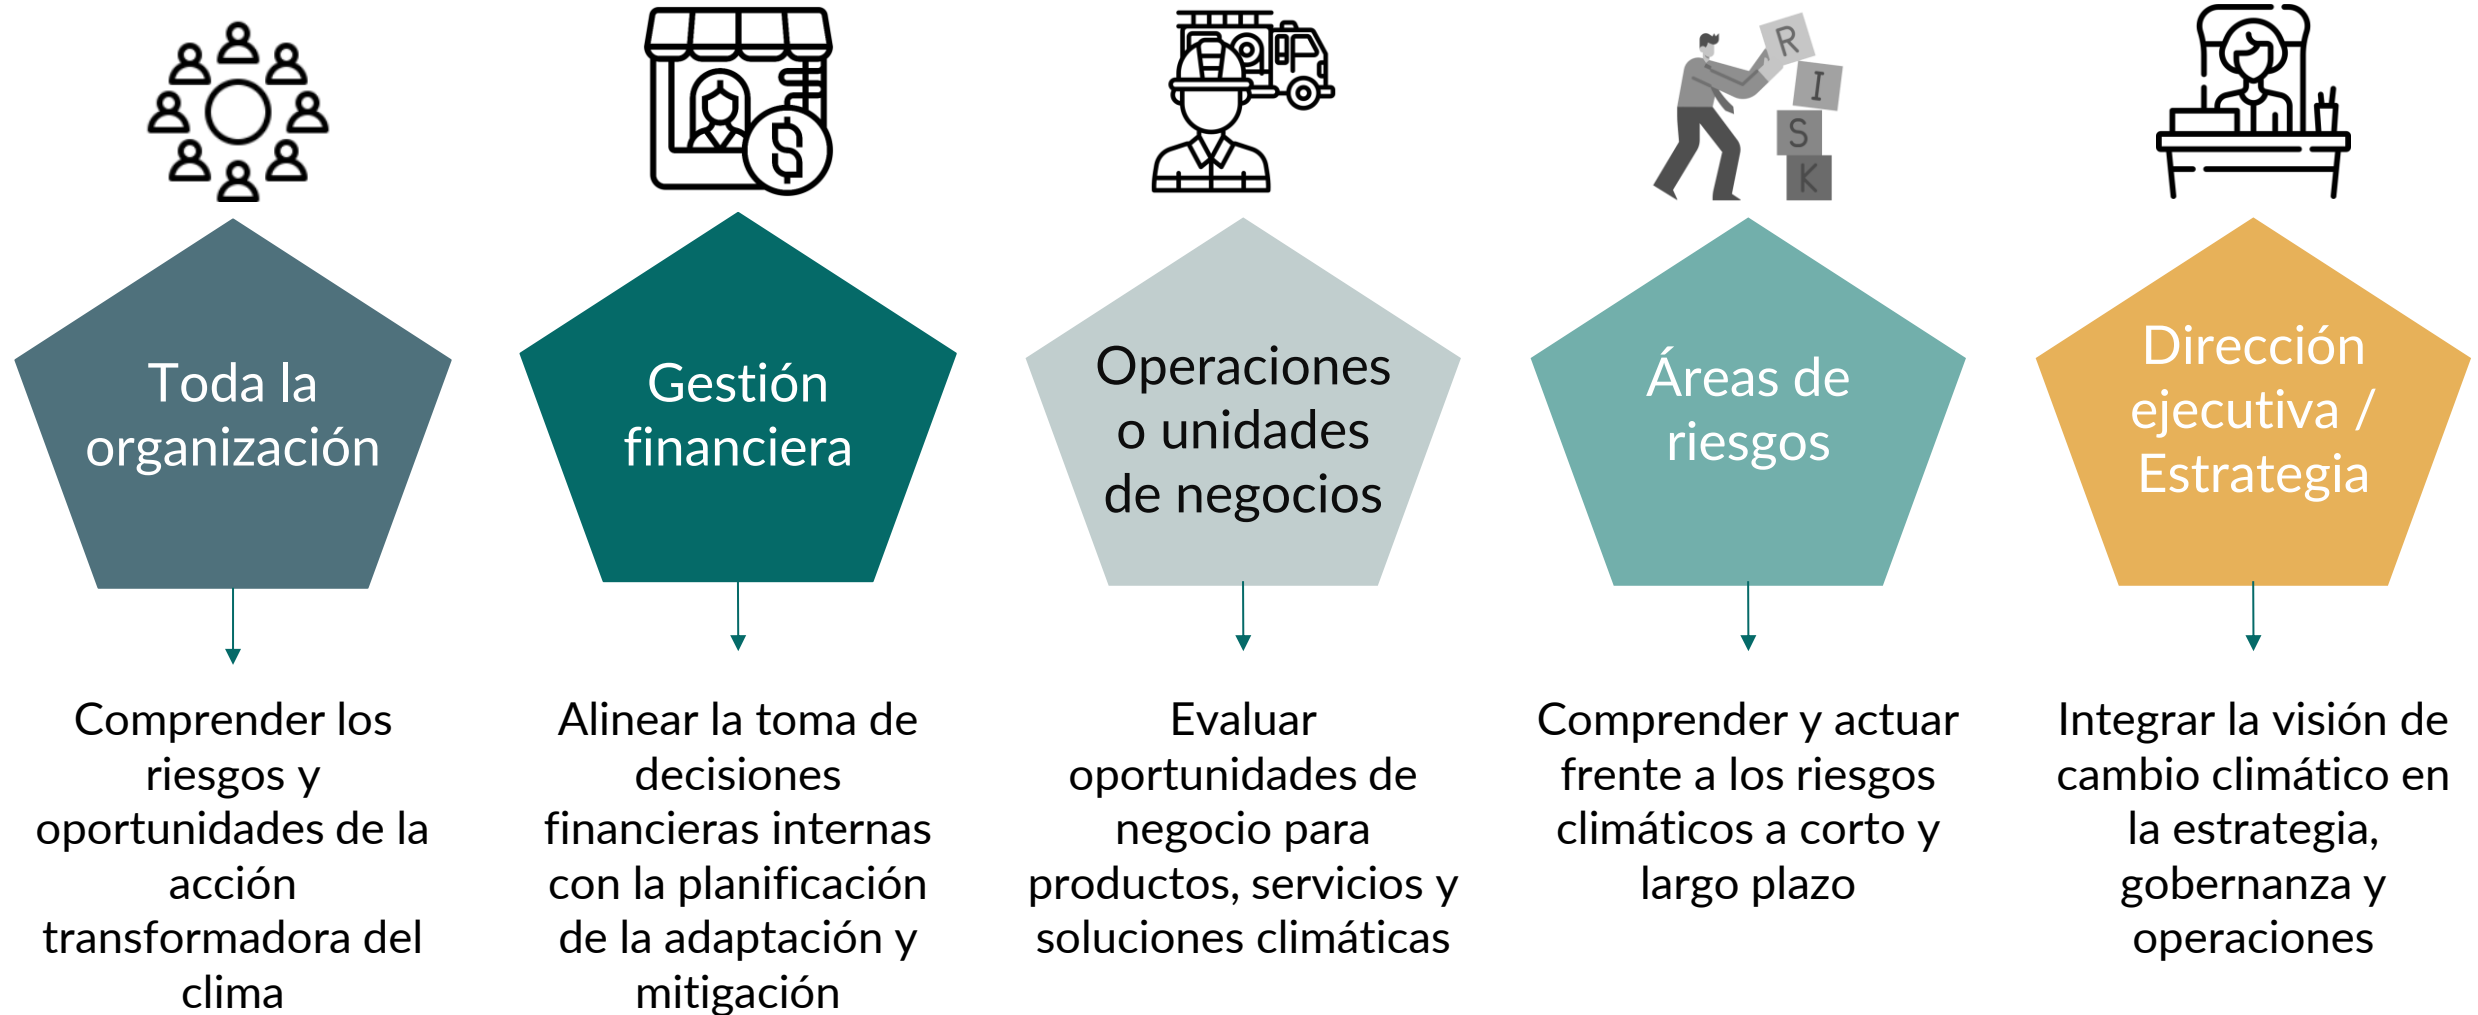 R
I
S
K
$
Toda la
organización
Gestión
financiera
Operaciones
o unidades
de negocios
Áreas de
riesgos
Dirección
ejecutiva /
Estrategia
Comprender los
riesgos y
oportunidades de la
acción
transformadora del
clima
Alinear la toma de
decisiones
financieras internas
con la planificación
de la adaptación y
mitigación
Evaluar
oportunidades de
negocio para
productos, servicios y
soluciones climáticas
Comprender y actuar
frente a los riesgos
climáticos a corto y
largo plazo
Integrar la visión de
cambio climático en
la estrategia,
gobernanza y
operaciones